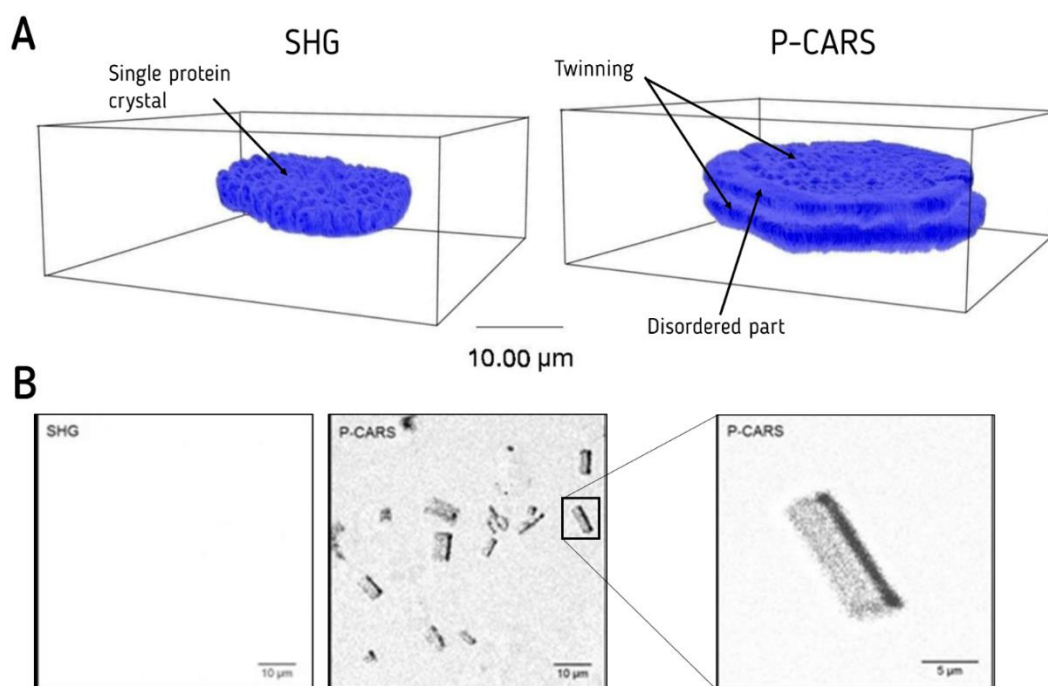 A
SHG
P-CARS
Single protein
crystal
Twinning
Disordered part
10.00 µm
B
SHG
P-CARS
P-CARS
10 µm
10 µm
5 µm